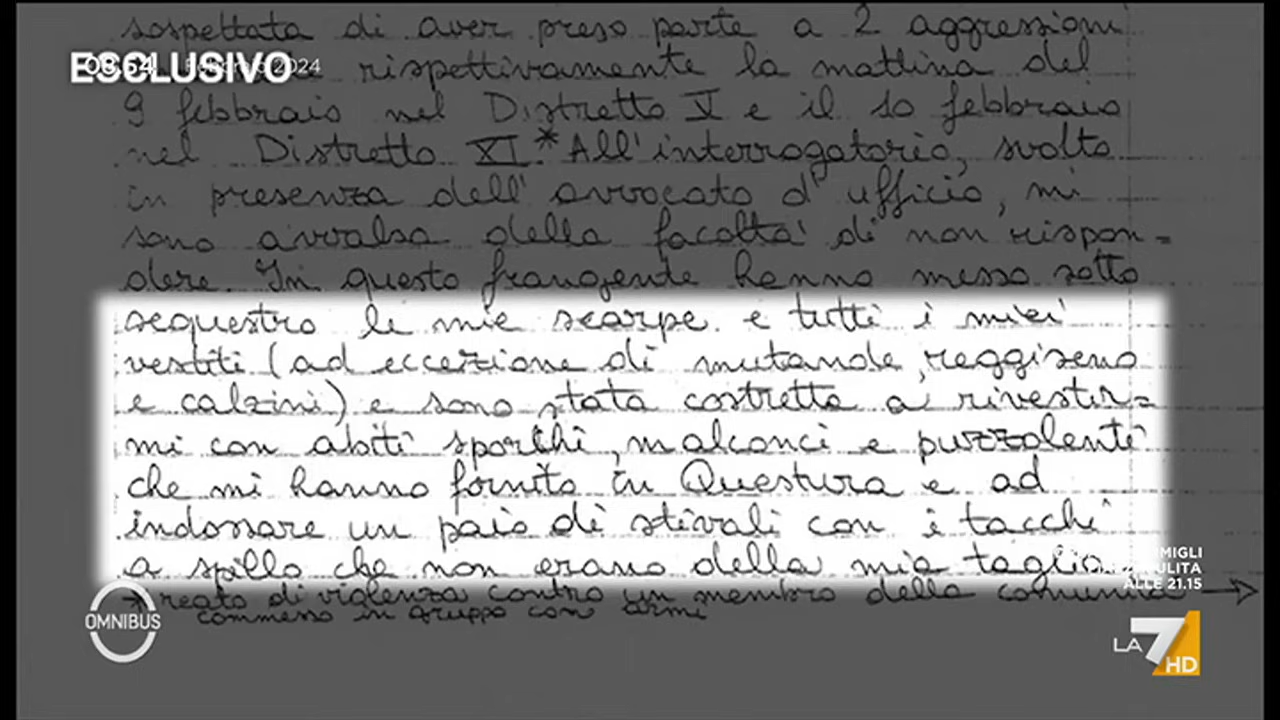 sospettata di aver preso parte a 2 aggressioni
ESCLUSIVO
2024
rispettivamente la mattina del
9 febbraio nel Distretto V e il 10 febbraio
nel Distretto XI.* All'interrogatorio, svolto
in presenza dell'avvocato d'ufficio, mi
sono avvalsa della facoltà di non rispon=
dere. In questo frangente hanno messo sotto
sequestro le mie scarpe e tutti i miei
vestiti (ad eccezione di mutande, reggiseno
e calzini) e sono stata costretta a rivestir=
mi con abiti sporchi, malconci e puzzolenti
che mi hanno fornito in Questura e ad
indossare un paio di stivali con i tacchi
a spillo che non erano della mia taglia.
* reato di violenza contro un membro della comunità →
commesso in gruppo con armi
ALLE 21.15
OMNIBUS
LA 7 HD